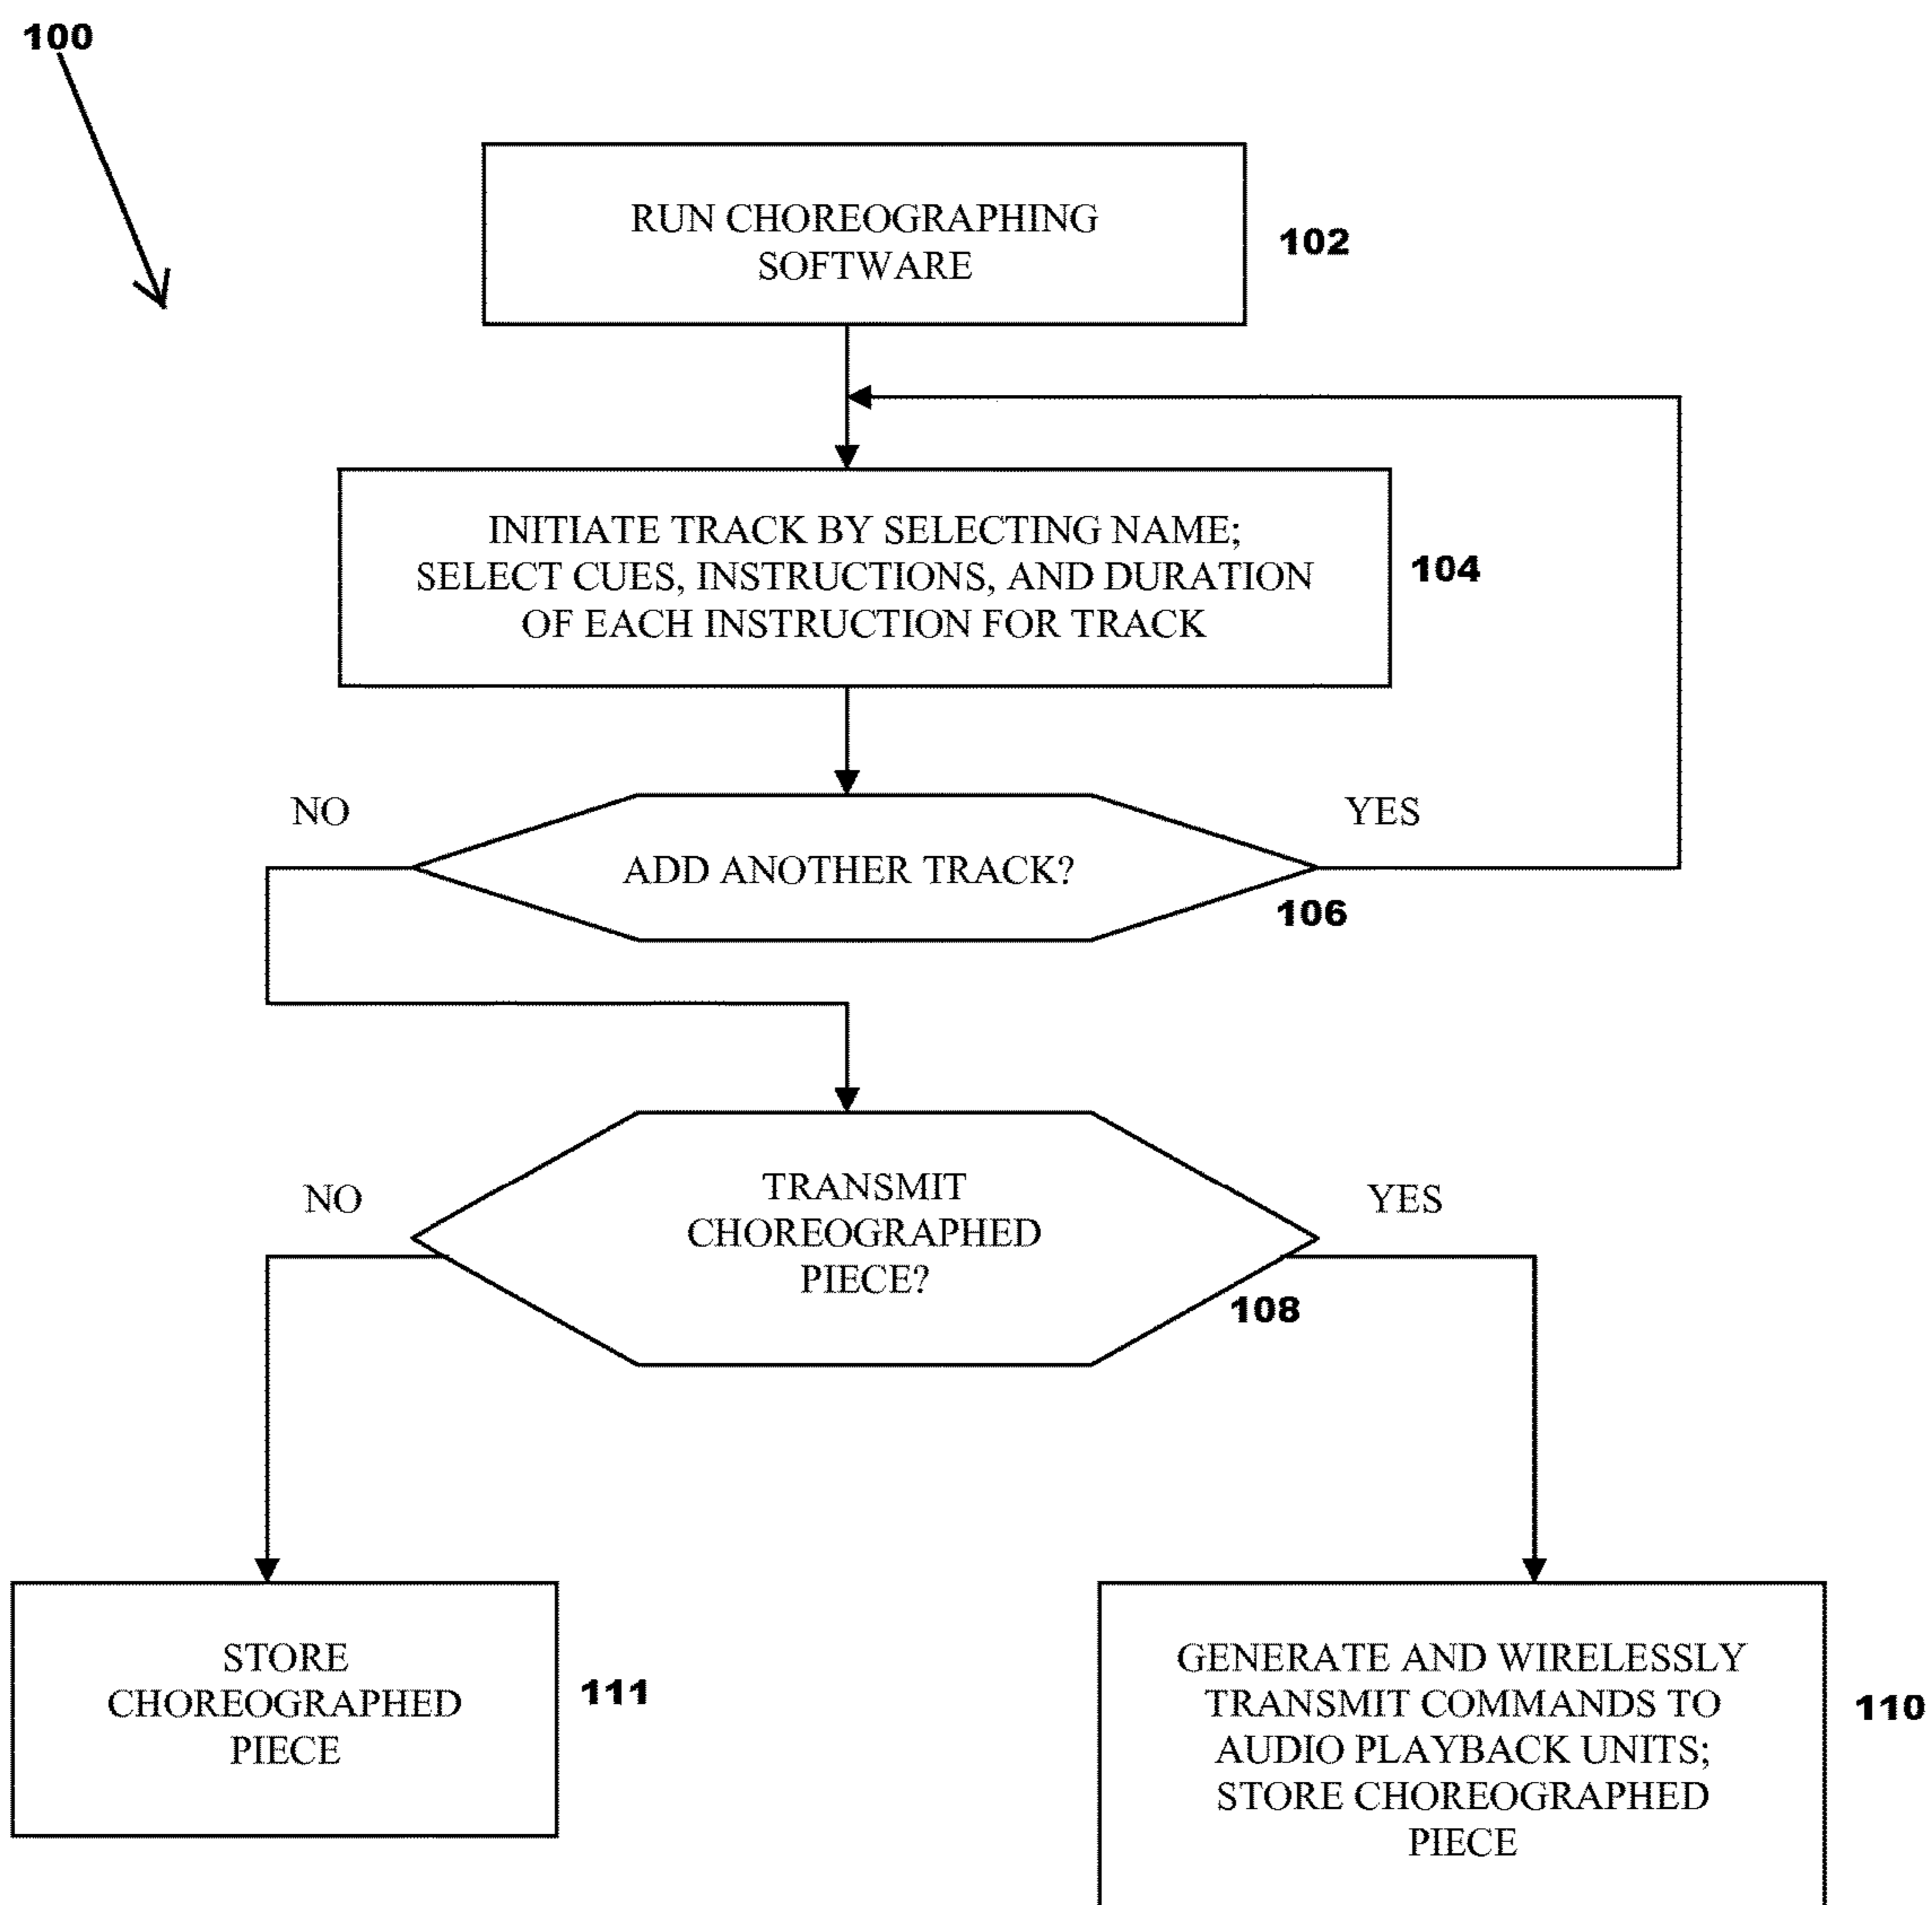 100
RUN CHOREOGRAPHING
SOFTWARE
102
INITIATE TRACK BY SELECTING NAME;
SELECT CUES, INSTRUCTIONS, AND DURATION
OF EACH INSTRUCTION FOR TRACK
104
NO
YES
ADD ANOTHER TRACK?
106
NO
YES
TRANSMIT
CHOREOGRAPHED
PIECE?
108
STORE
CHOREOGRAPHED
PIECE
111
GENERATE AND WIRELESSLY
TRANSMIT COMMANDS TO
AUDIO PLAYBACK UNITS;
STORE CHOREOGRAPHED
PIECE
110